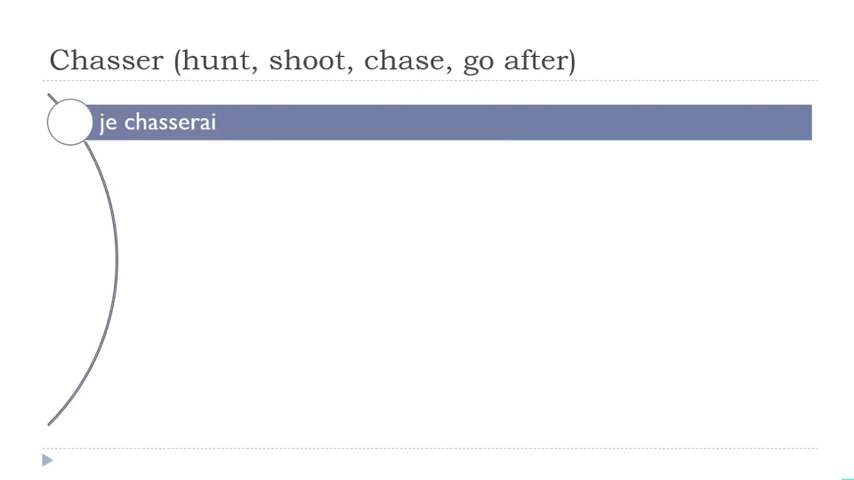 Chasser (hunt, shoot, chase, go after)
je chasserai